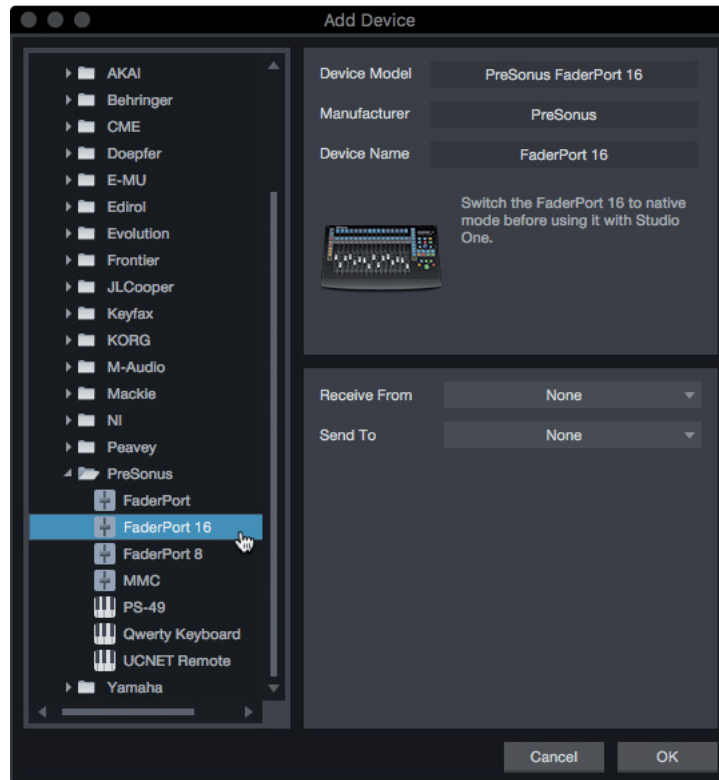 Add Device
AKAI
Behringer
CME
Doepfer
E-MU
Edirol
Evolution
Frontier
JLCooper
Keyfax
KORG
M-Audio
Mackie
NI
Peavey
PreSonus
FaderPort
FaderPort 16
FaderPort 8
MMC
PS-49
Qwerty Keyboard
UCNET Remote
Yamaha
Device Model PreSonus FaderPort 16
Manufacturer PreSonus
Device Name FaderPort 16
Switch the FaderPort 16 to native
mode before using it with Studio
One.
Receive From None
Send To None
Cancel OK